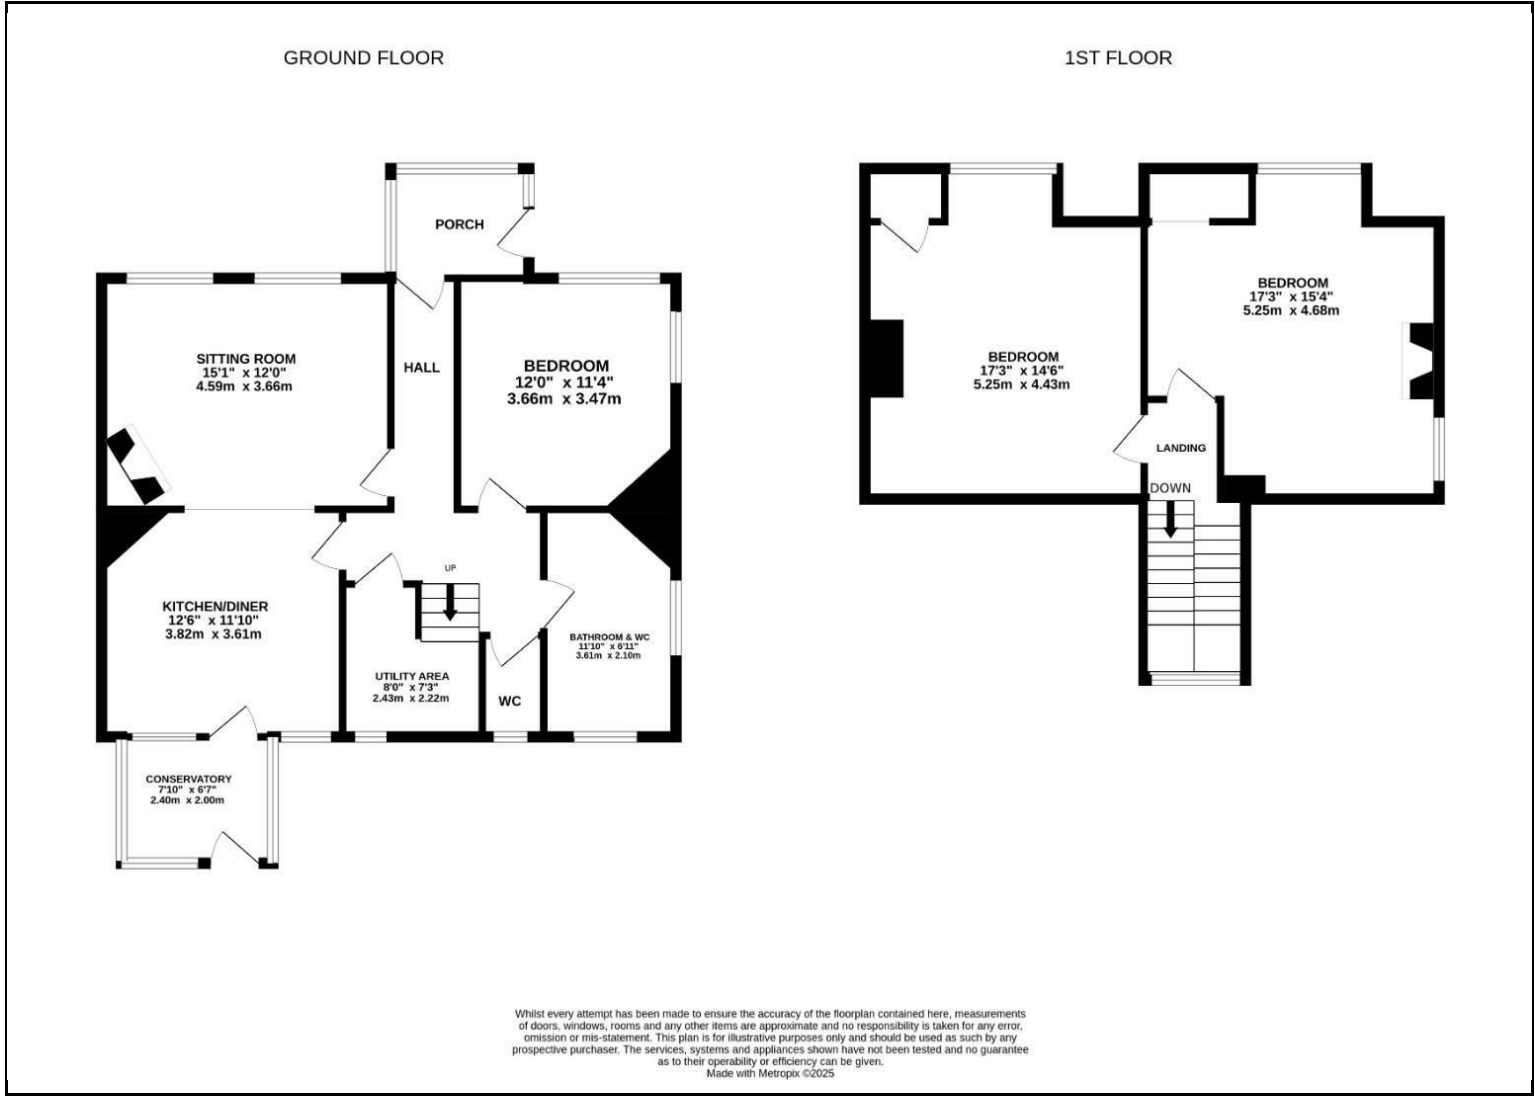 GROUND FLOOR
1ST FLOOR
PORCH
SITTING ROOM
15'1" x 12'0"
4.59m x 3.66m
HALL
BEDROOM
12'0" x 11'4"
3.66m x 3.47m
UP
KITCHEN/DINER
12'6" x 11'10"
3.82m x 3.61m
BATHROOM & WC
11'10" x 6'11"
3.61m x 2.10m
UTILITY AREA
8'0" x 7'3"
2.43m x 2.22m
WC
CONSERVATORY
7'10" x 6'7"
2.40m x 2.00m
BEDROOM
17'3" x 15'4"
5.25m x 4.68m
BEDROOM
17'3" x 14'6"
5.25m x 4.43m
LANDING
DOWN
Whilst every attempt has been made to ensure the accuracy of the floorplan contained here, measurements
of doors, windows, rooms and any other items are approximate and no responsibility is taken for any error,
omission or mis-statement. This plan is for illustrative purposes only and should be used as such by any
prospective purchaser. The services, systems and appliances shown have not been tested and no guarantee
as to their operability or efficiency can be given.
Made with Metropix ©2025